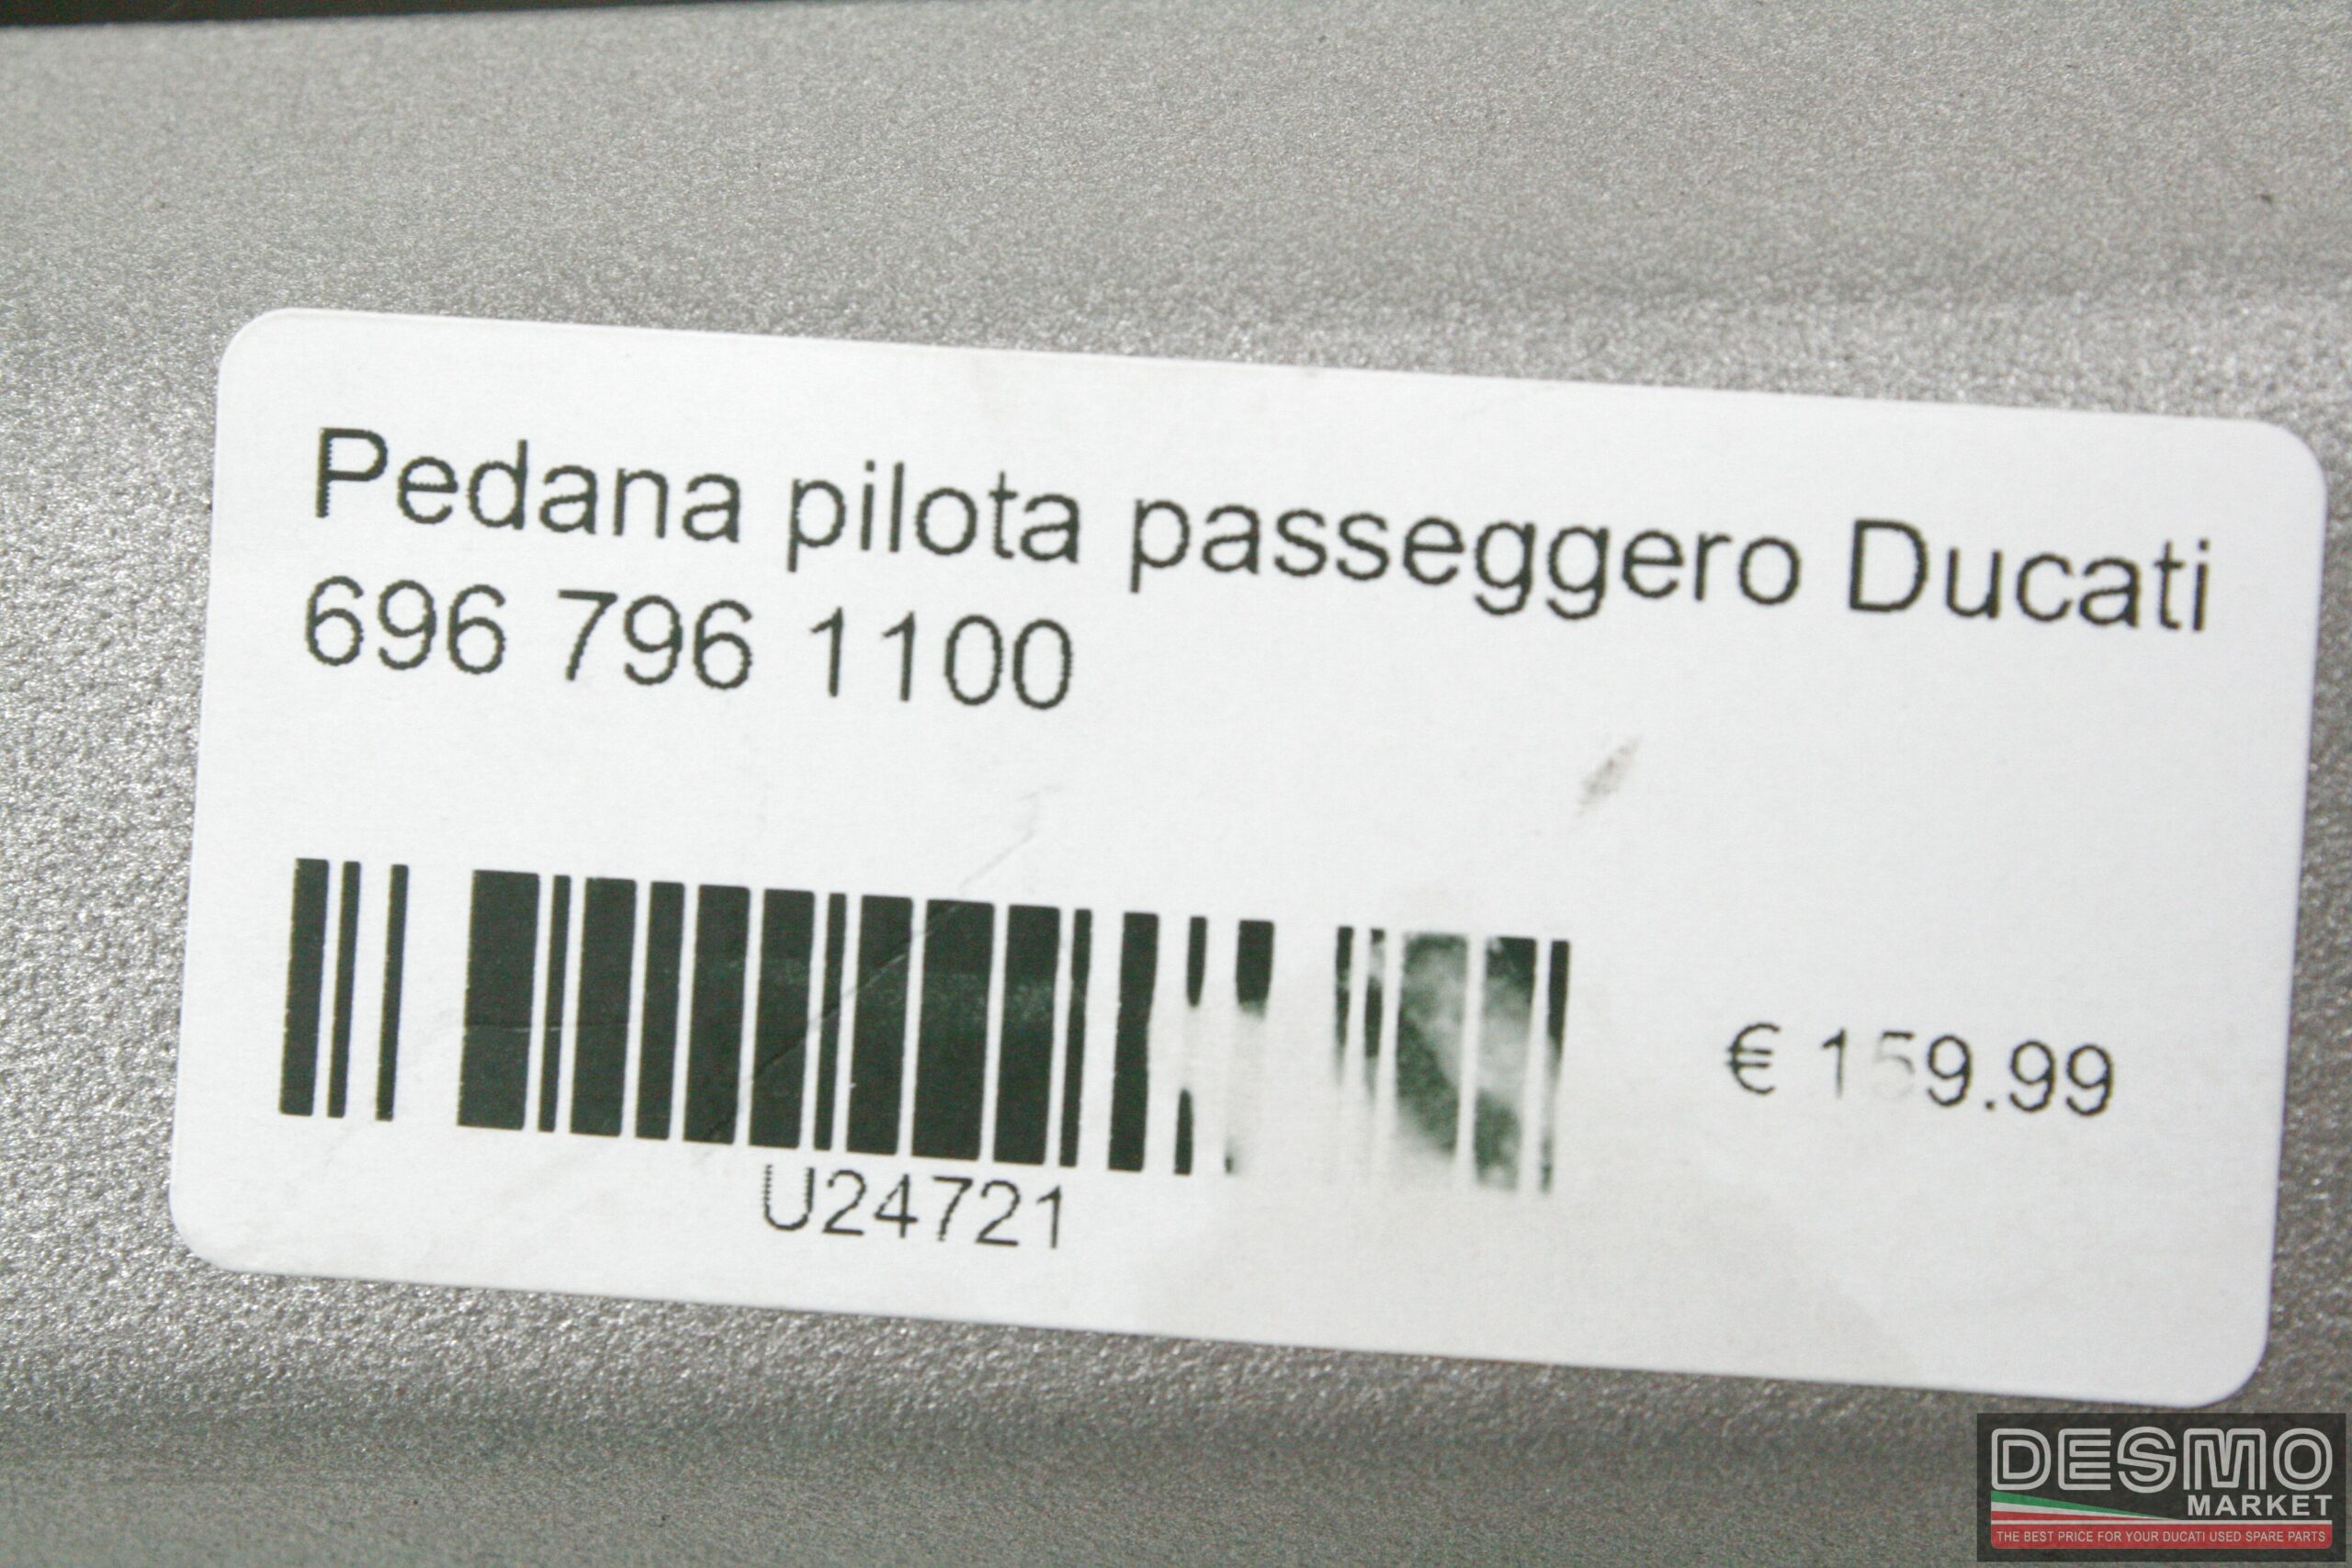 Pedana pilota passeggero Ducati
696 796 1100
€ 159.99
U24721
DESMO
MARKET
THE BEST PRICE FOR YOUR DUCATI USED SPARE PARTS